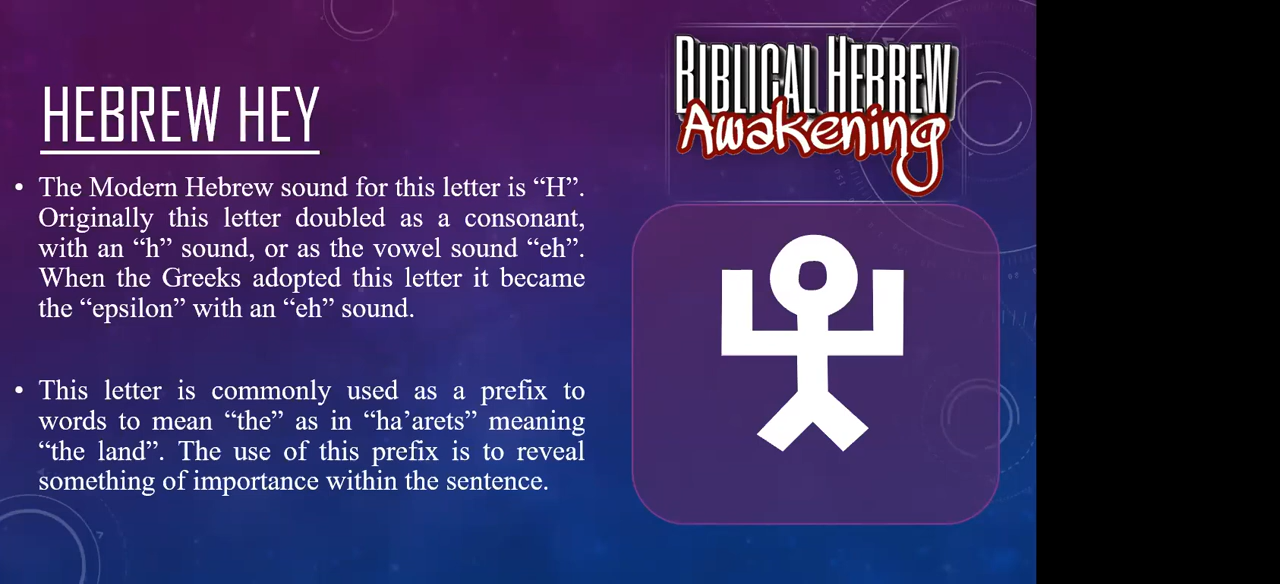 BIBLICAL HEBREW
Awakening
HEBREW HEY
• The Modern Hebrew sound for this letter is “H”.
Originally this letter doubled as a consonant,
with an “h” sound, or as the vowel sound “eh”.
When the Greeks adopted this letter it became
the “epsilon” with an “eh” sound.
• This letter is commonly used as a prefix to
words to mean “the” as in “ha’arets” meaning
“the land”. The use of this prefix is to reveal
something of importance within the sentence.